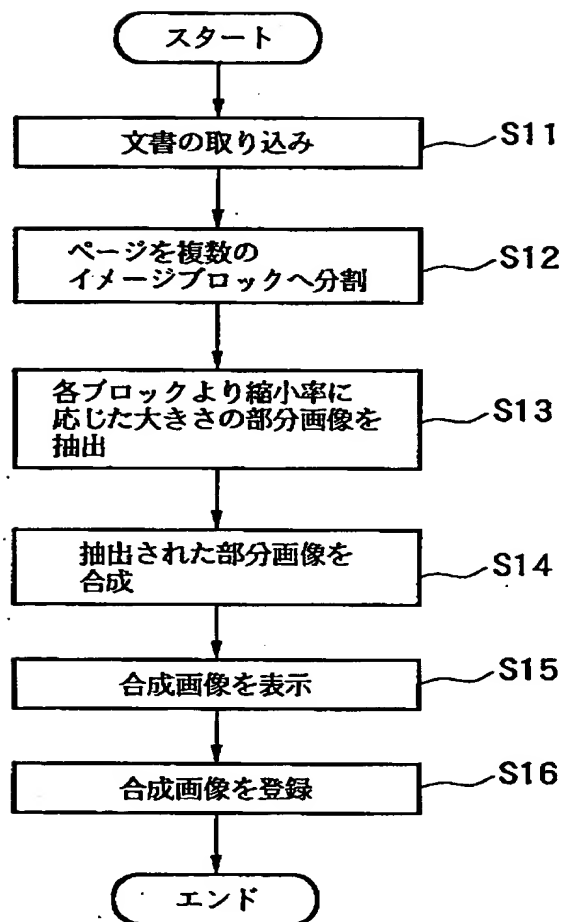 スタート
文書の取り込み
S11
ページを複数の
イメージブロックへ分割
S12
各ブロックより縮小率に
応じた大きさの部分画像を
抽出
S13
抽出された部分画像を
合成
S14
合成画像を表示
S15
合成画像を登録
S16
エンド